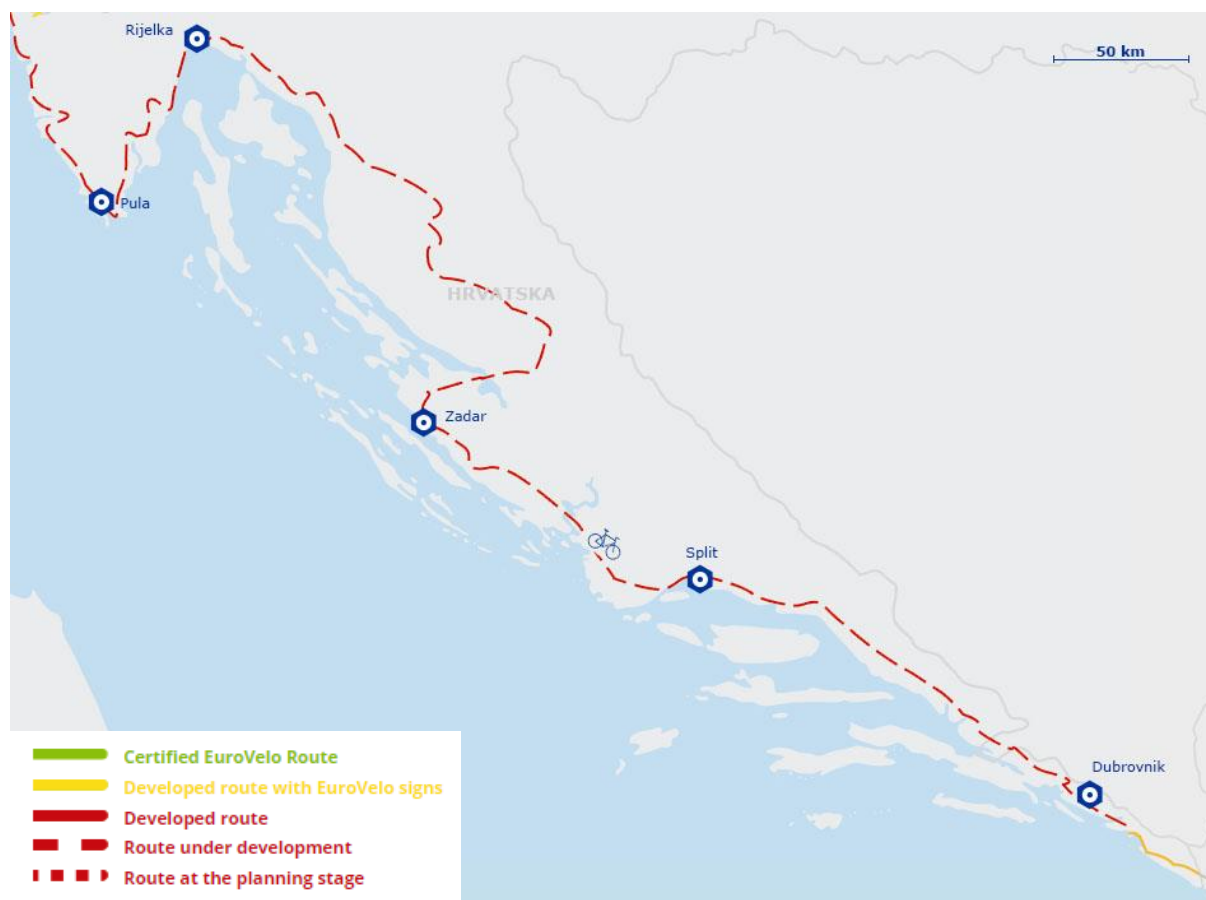 Rijelka
50 km
Pula
HRVATSKA
Zadar
Split
Dubrovnik
Certified EuroVelo Route
Developed route with EuroVelo signs
Developed route
Route under development
Route at the planning stage